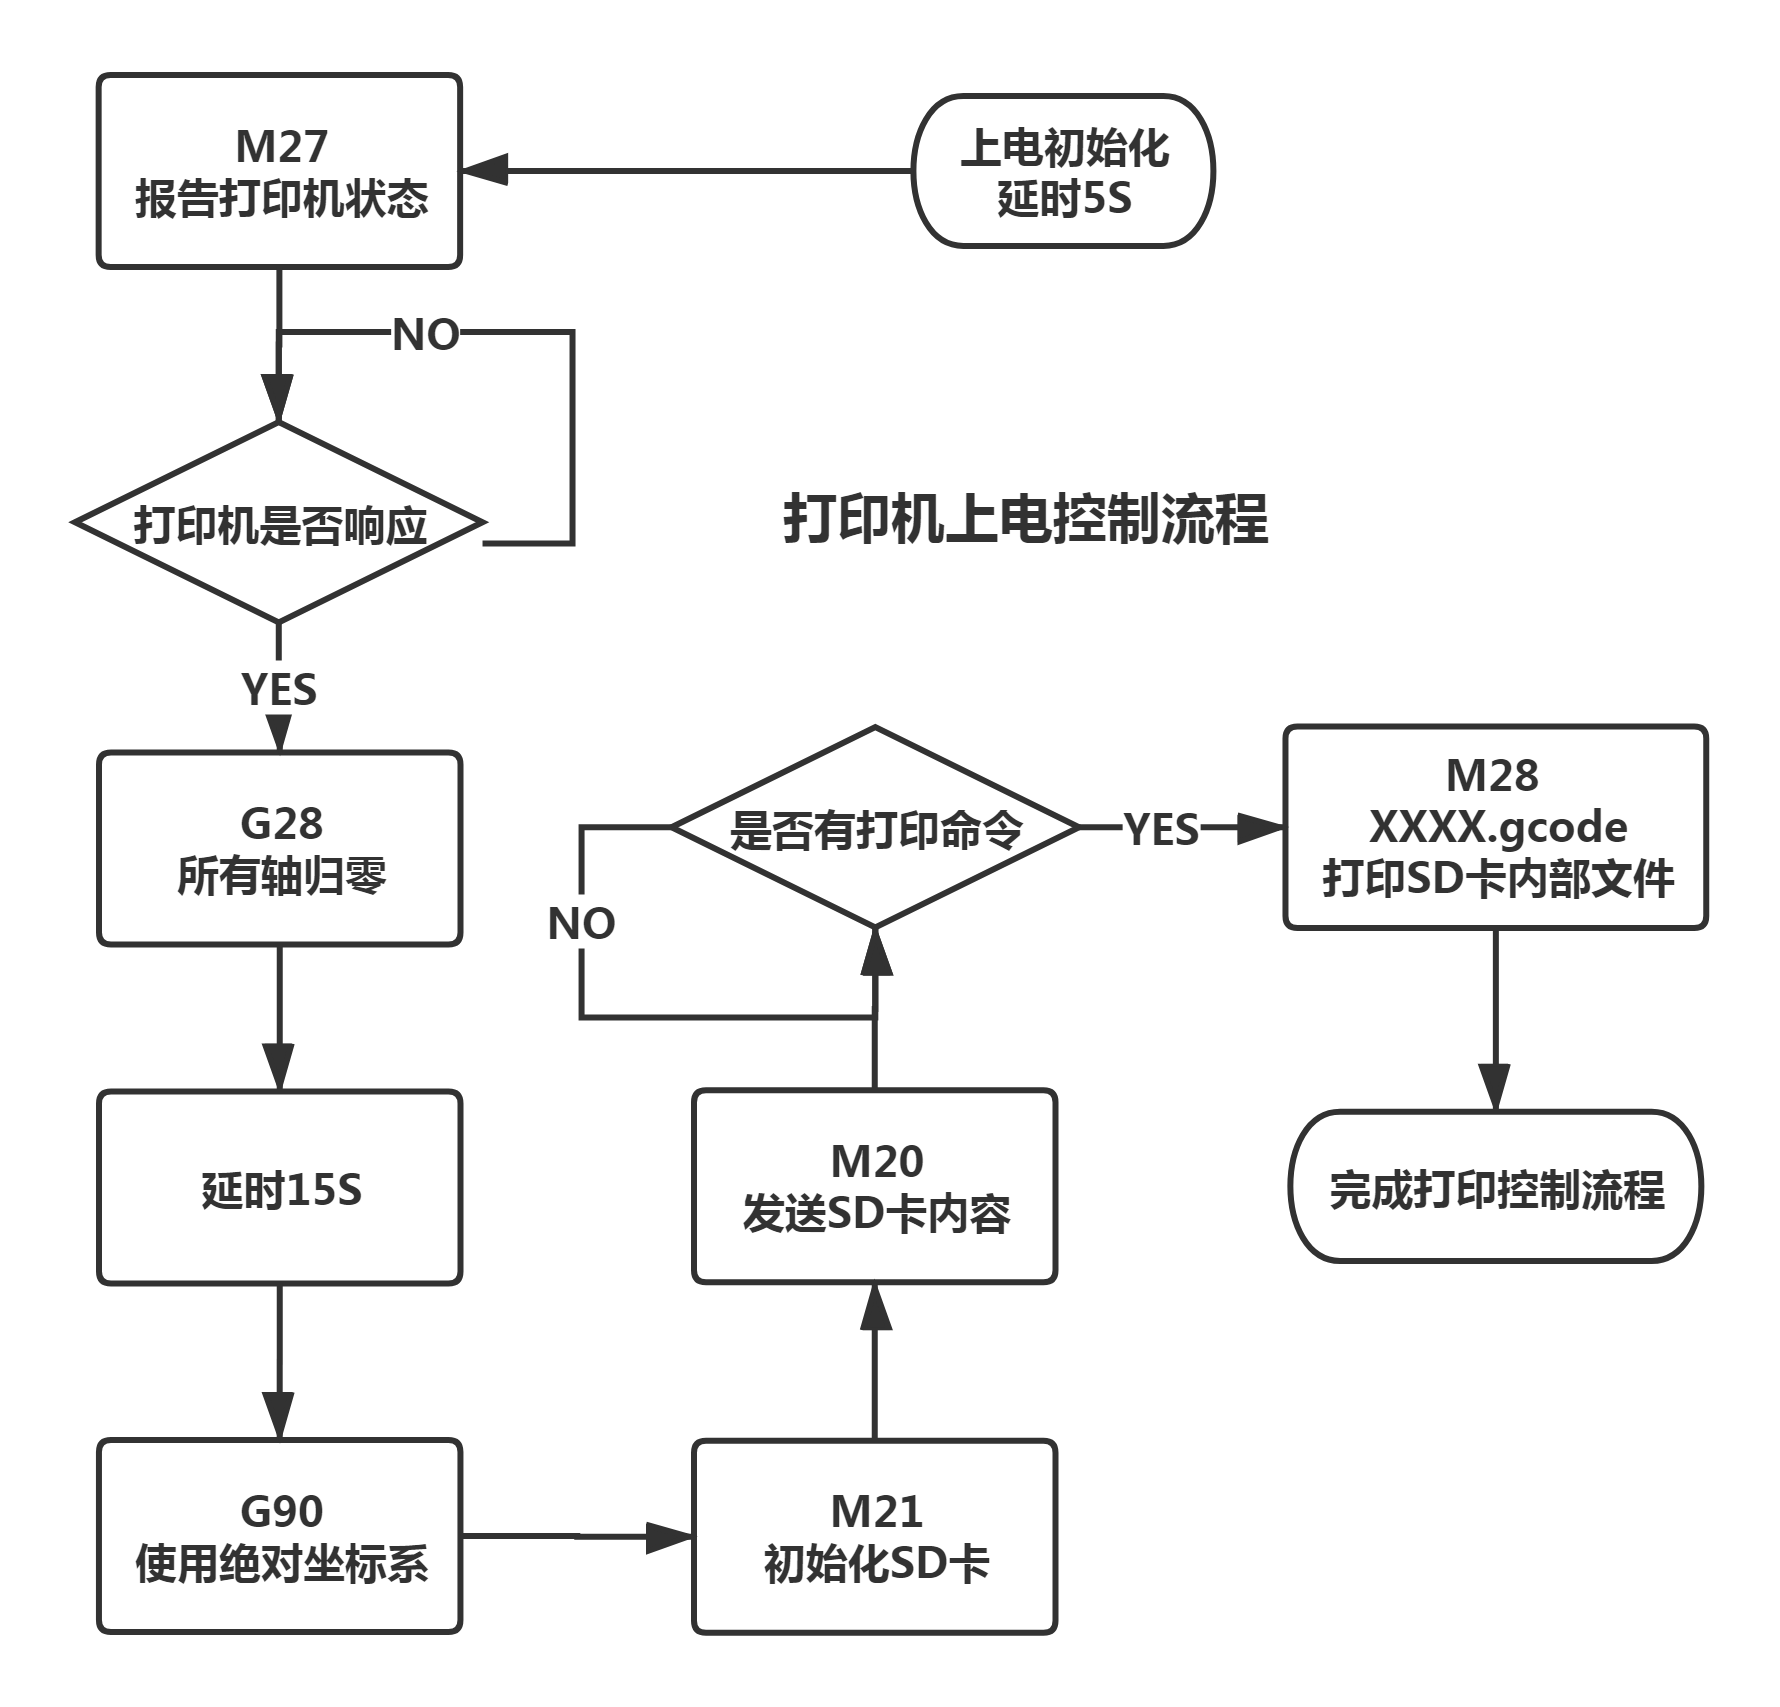 上电初始化
延时5S
M27
报告打印机状态
NO
打印机是否响应
打印机上电控制流程
YES
G28
所有轴归零
延时15S
G90
使用绝对坐标系
M21
初始化SD卡
M20
发送SD卡内容
NO
是否有打印命令
YES
M28
XXXX.gcode
打印SD卡内部文件
完成打印控制流程